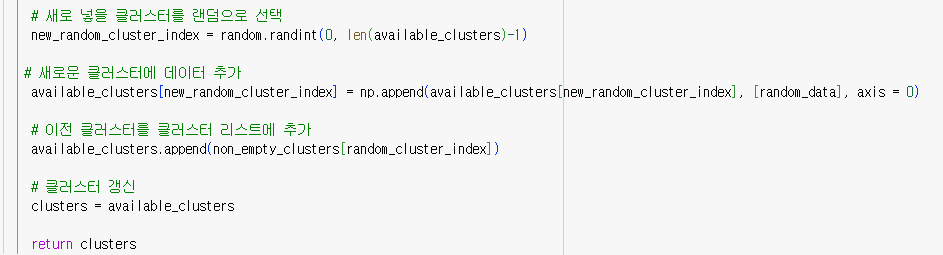 # 새로 넣을 클러스터를 랜덤으로 선택
new_random_cluster_index = random.randint(0, len(available_clusters)-1)
# 새로운 클러스터에 데이터 추가
available_clusters[new_random_cluster_index] = np.append(available_clusters[new_random_cluster_index], [random_data], axis = 0)
# 이전 클러스터를 클러스터 리스트에 추가
available_clusters.append(non_empty_clusters[random_cluster_index])
# 클러스터 갱신
clusters = available_clusters
return clusters